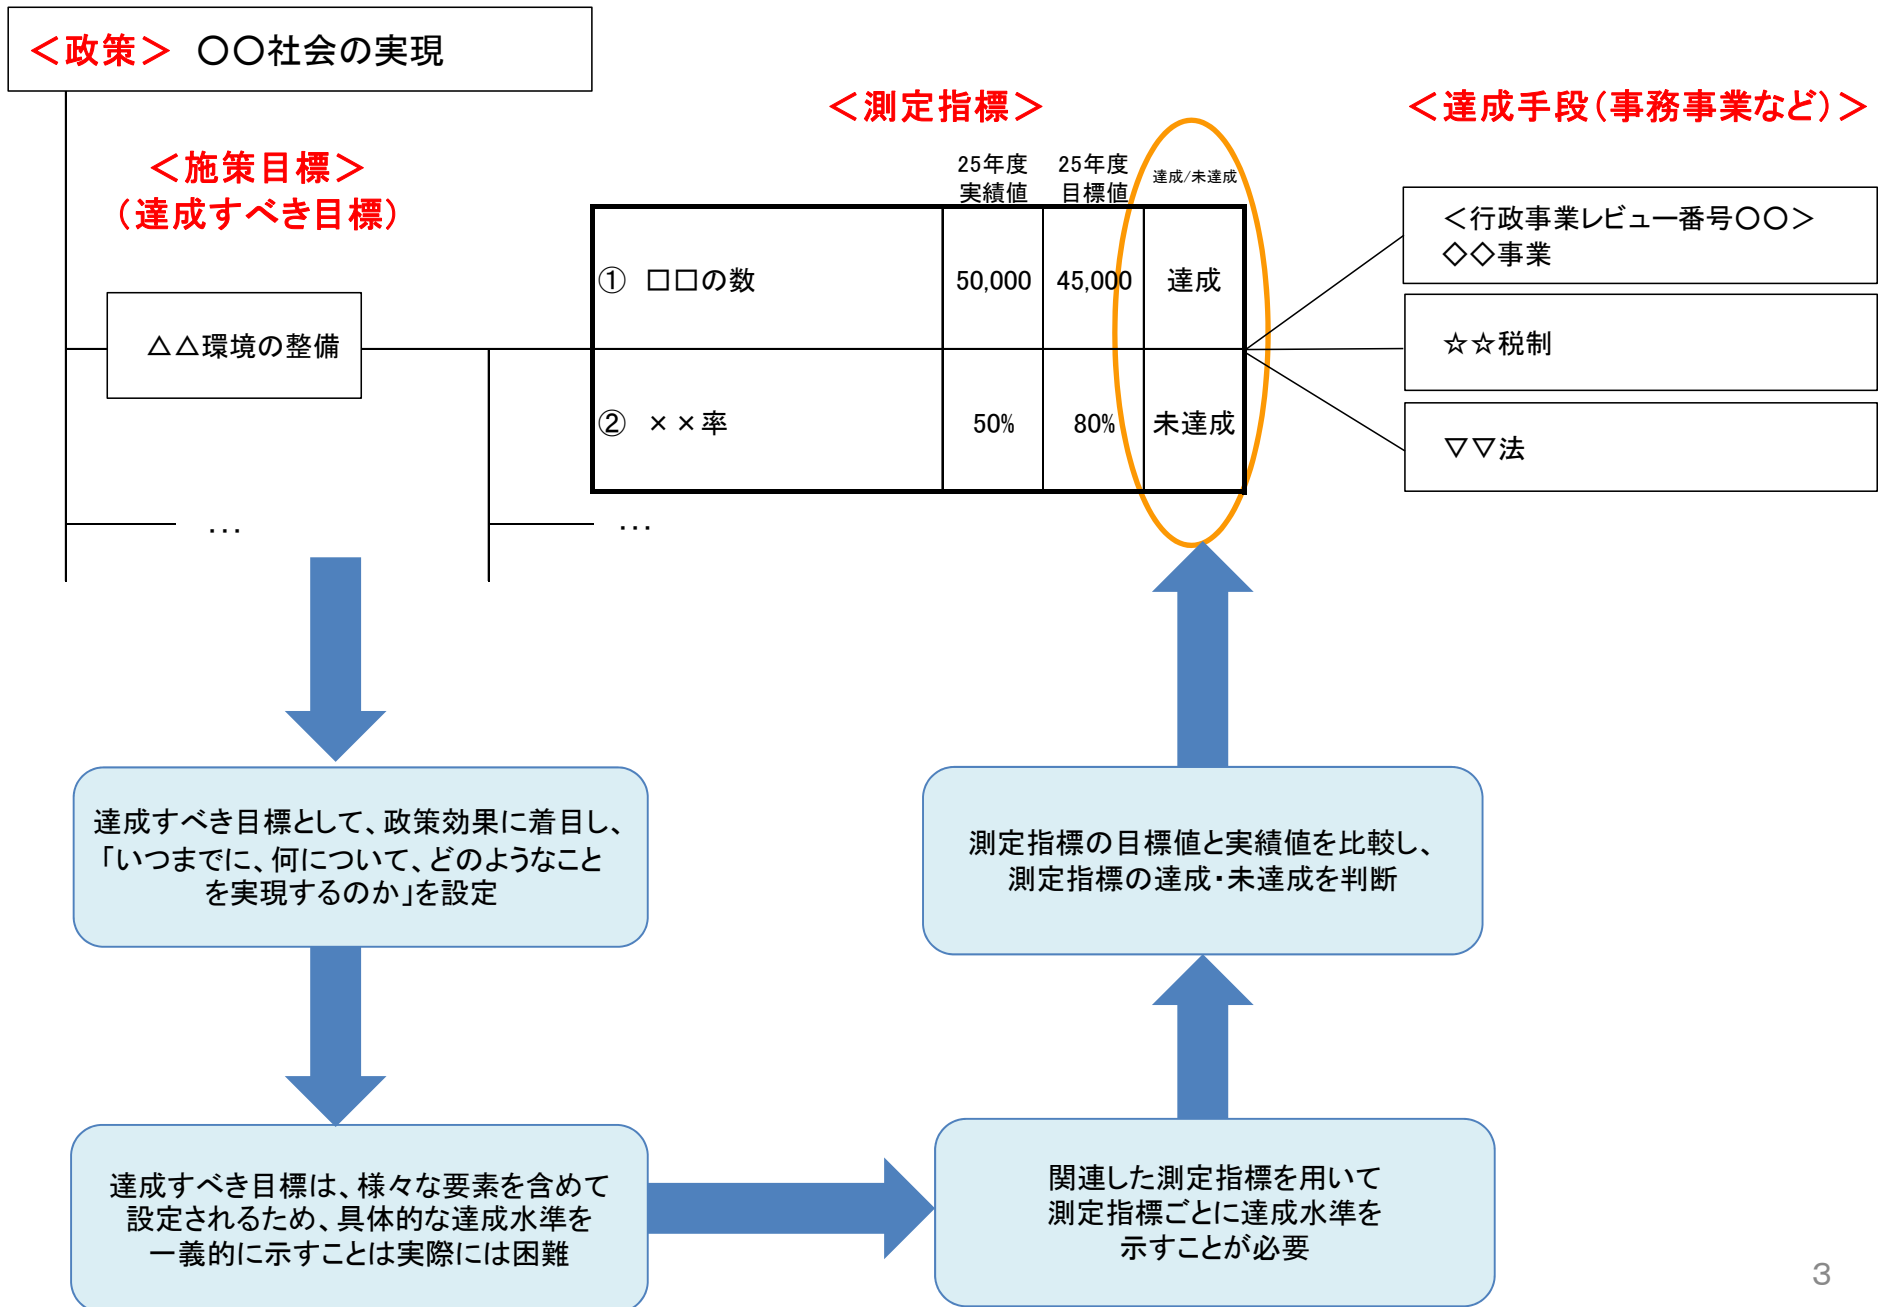 ＜政策＞ 〇〇社会の実現
＜測定指標＞
＜達成手段(事務事業など)＞
＜施策目標＞
(達成すべき目標)
25年度
実績値
25年度
目標値
達成/未達成
① □□の数 50,000 45,000 達成
② ××率 50% 80% 未達成
△△環境の整備
…
…
＜行政事業レビュー番号〇〇＞
◇◇事業
☆☆税制
▽▽法
達成すべき目標として、政策効果に着目し、
「いつまでに、何について、どのようなこと
を実現するのか」を設定
達成すべき目標は、様々な要素を含めて
設定されるため、具体的な達成水準を
一義的に示すことは実際には困難
関連した測定指標を用いて
測定指標ごとに達成水準を
示すことが必要
測定指標の目標値と実績値を比較し、
測定指標の達成・未達成を判断
3